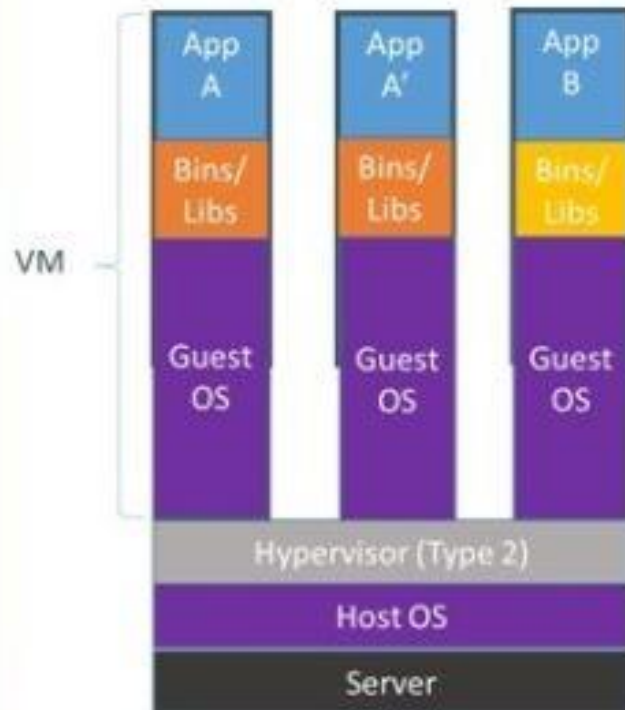 App
A
App
A'
App
B
Bins/
Libs
Bins/
Libs
Bins/
Libs
VM
Guest
OS
Guest
OS
Guest
OS
Hypervisor (Type 2)
Host OS
Server